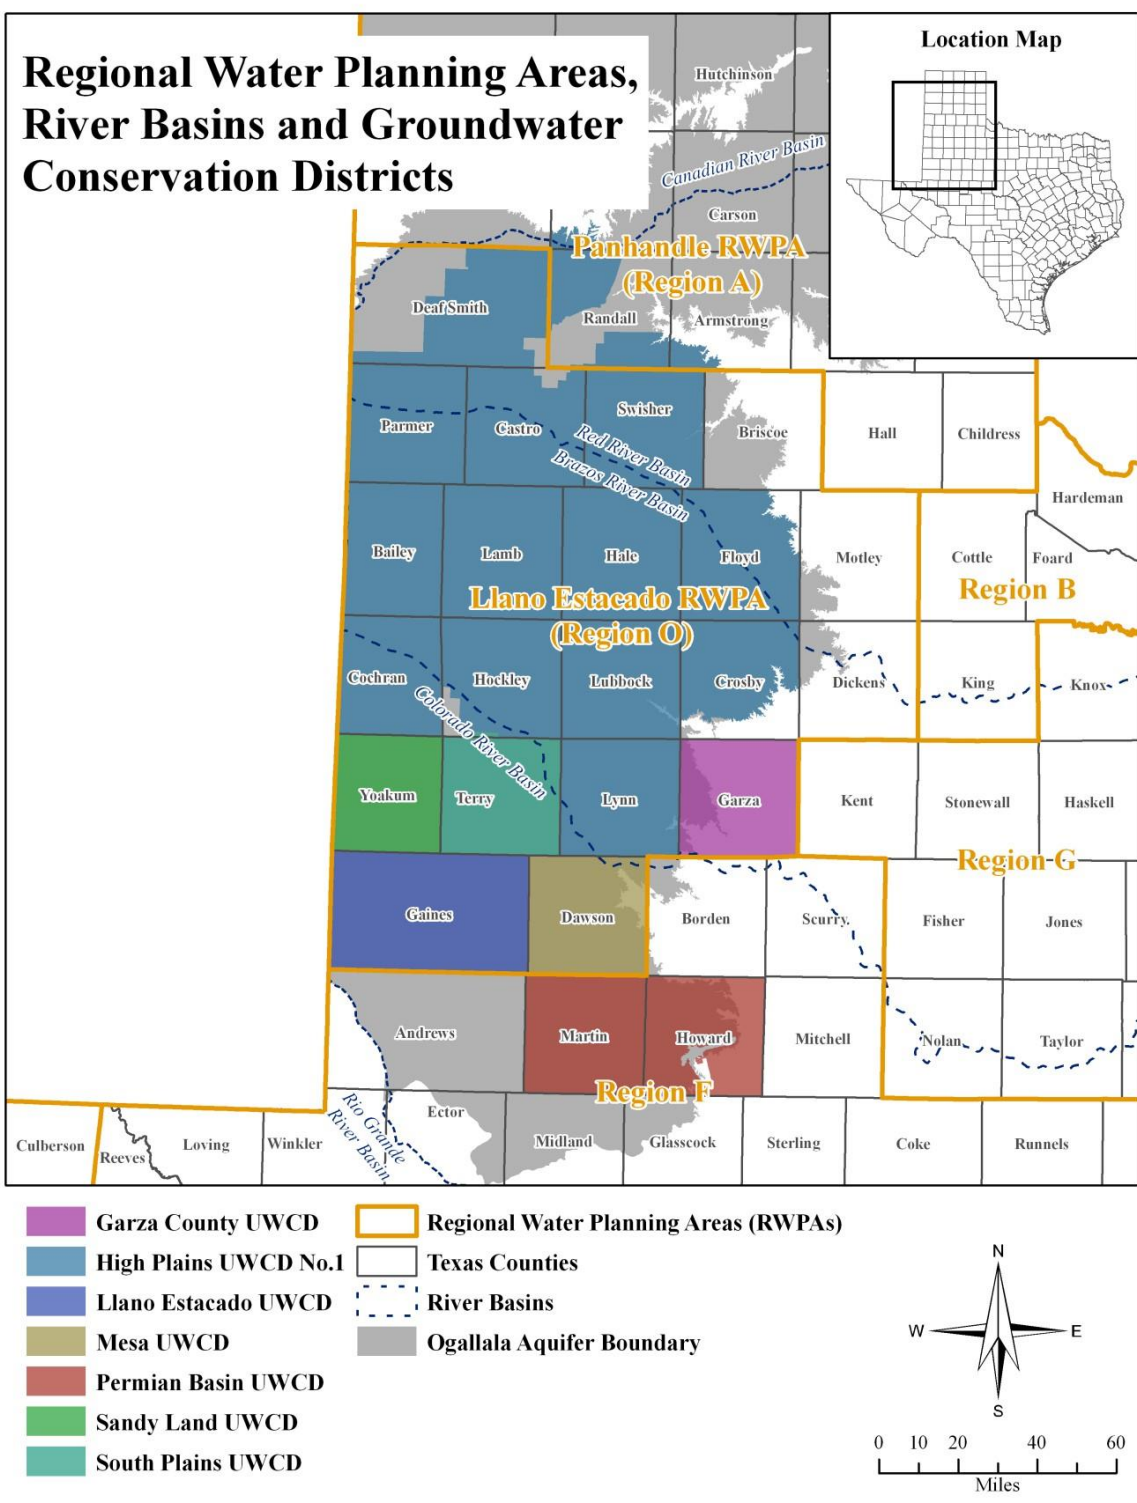 Regional Water Planning Areas,
River Basins and Groundwater
Conservation Districts
Location Map
Hutchinson
Canadian River Basin
Carson
Panhandle RWPA
(Region A)
Deaf Smith
Randall
Armstrong
Parmer
Castro
Swisher
Briscoe
Hall
Childress
Red River Basin
Brazos River Basin
Hardeman
Bailey
Lamb
Hale
Floyd
Motley
Cottle
Foard
Llano Estacado RWPA
(Region O)
Region B
Cochran
Hockley
Lubbock
Crosby
Dickens
King
Knox
Colorado River Basin
Yoakum
Terry
Lynn
Garza
Kent
Stonewall
Haskell
Region G
Gaines
Dawson
Borden
Scurry
Fisher
Jones
Andrews
Martin
Howard
Mitchell
Nolan
Taylor
Region F
Rio Grande
River Basin
Ector
Culberson
Reeves
Loving
Winkler
Midland
Glasscock
Sterling
Coke
Runnels
Garza County UWCD
High Plains UWCD No.1
Llano Estacado UWCD
Mesa UWCD
Permian Basin UWCD
Sandy Land UWCD
South Plains UWCD
Regional Water Planning Areas (RWPAs)
Texas Counties
River Basins
Ogallala Aquifer Boundary
N
W
E
S
0 10 20 40 60
Miles